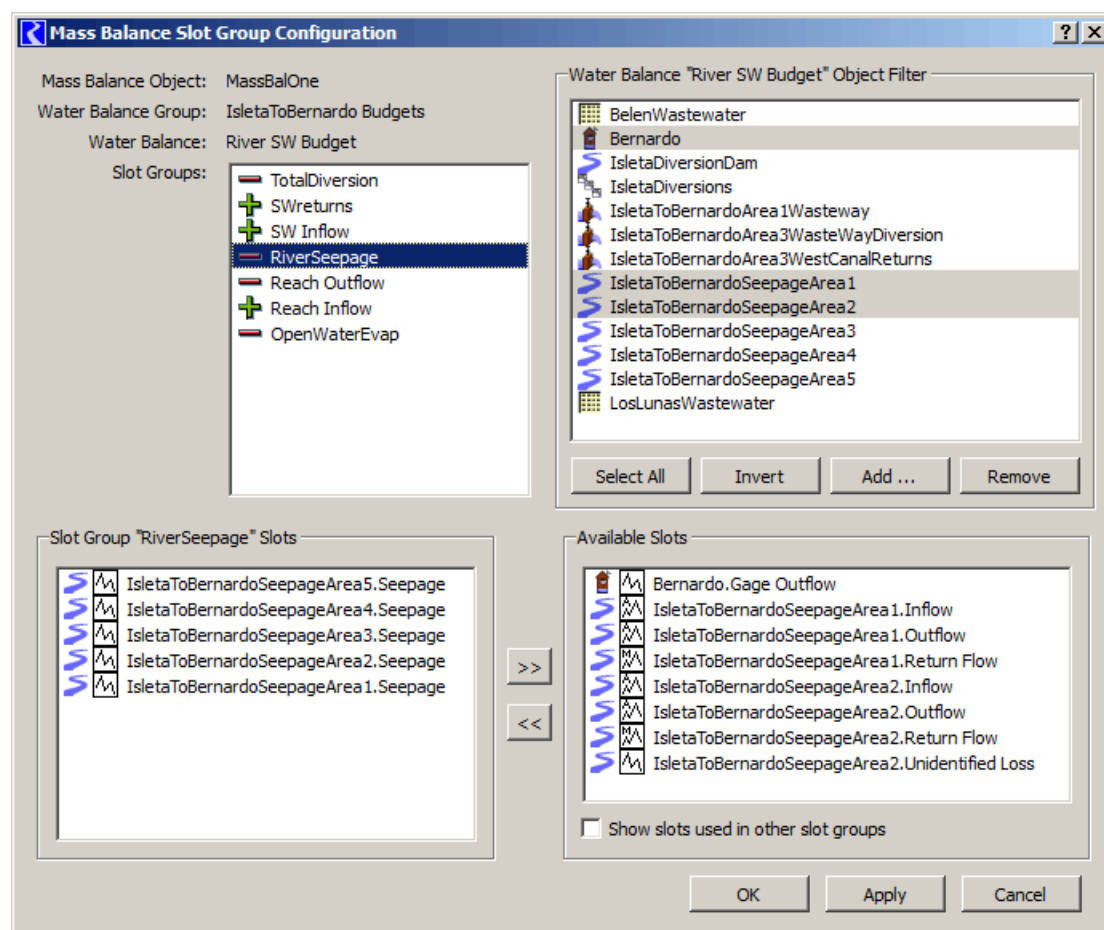 Mass Balance Slot Group Configuration
Mass Balance Object: MassBalOne
Water Balance Group: IsletaToBernardo Budgets
Water Balance: River SW Budget
Slot Groups:
TotalDiversion
SWreturns
SW Inflow
RiverSeepage
Reach Outflow
Reach Inflow
OpenWaterEvap
Water Balance "River SW Budget" Object Filter
BelenWastewater
Bernardo
IsletaDiversionDam
IsletaDiversions
IsletaToBernardoArea1Wasteway
IsletaToBernardoArea3WasteWayDiversion
IsletaToBernardoArea3WestCanalReturns
IsletaToBernardoSeepageArea1
IsletaToBernardoSeepageArea2
IsletaToBernardoSeepageArea3
IsletaToBernardoSeepageArea4
IsletaToBernardoSeepageArea5
LosLunasWastewater
Select All Invert Add ... Remove
Slot Group "RiverSeepage" Slots
IsletaToBernardoSeepageArea5.Seepage
IsletaToBernardoSeepageArea4.Seepage
IsletaToBernardoSeepageArea3.Seepage
IsletaToBernardoSeepageArea2.Seepage
IsletaToBernardoSeepageArea1.Seepage
>>
<<
Available Slots
Bernardo.Gage Outflow
IsletaToBernardoSeepageArea1.Inflow
IsletaToBernardoSeepageArea1.Outflow
IsletaToBernardoSeepageArea1.Return Flow
IsletaToBernardoSeepageArea2.Inflow
IsletaToBernardoSeepageArea2.Outflow
IsletaToBernardoSeepageArea2.Return Flow
IsletaToBernardoSeepageArea2.Unidentified Loss
Show slots used in other slot groups
OK Apply Cancel